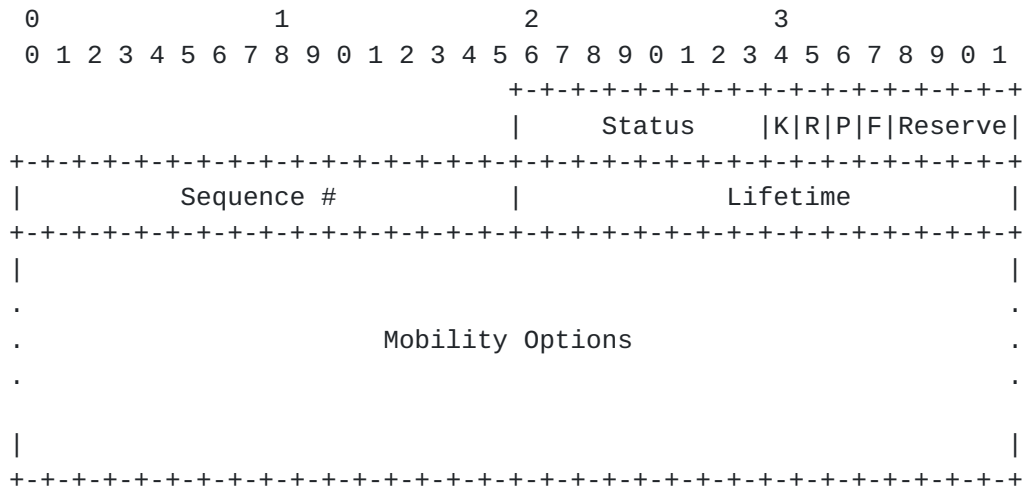 0                   1                   2                   3
 0 1 2 3 4 5 6 7 8 9 0 1 2 3 4 5 6 7 8 9 0 1 2 3 4 5 6 7 8 9 0 1
                                +-+-+-+-+-+-+-+-+-+-+-+-+-+-+-+-+
                                |     Status    |K|R|P|F|Reserve|
+-+-+-+-+-+-+-+-+-+-+-+-+-+-+-+-+-+-+-+-+-+-+-+-+-+-+-+-+-+-+-+-+
|          Sequence #           |             Lifetime          |
+-+-+-+-+-+-+-+-+-+-+-+-+-+-+-+-+-+-+-+-+-+-+-+-+-+-+-+-+-+-+-+-+
|                                                               |
.                                                               .
.                       Mobility Options                        .
.                                                               .
|                                                               |
+-+-+-+-+-+-+-+-+-+-+-+-+-+-+-+-+-+-+-+-+-+-+-+-+-+-+-+-+-+-+-+-+